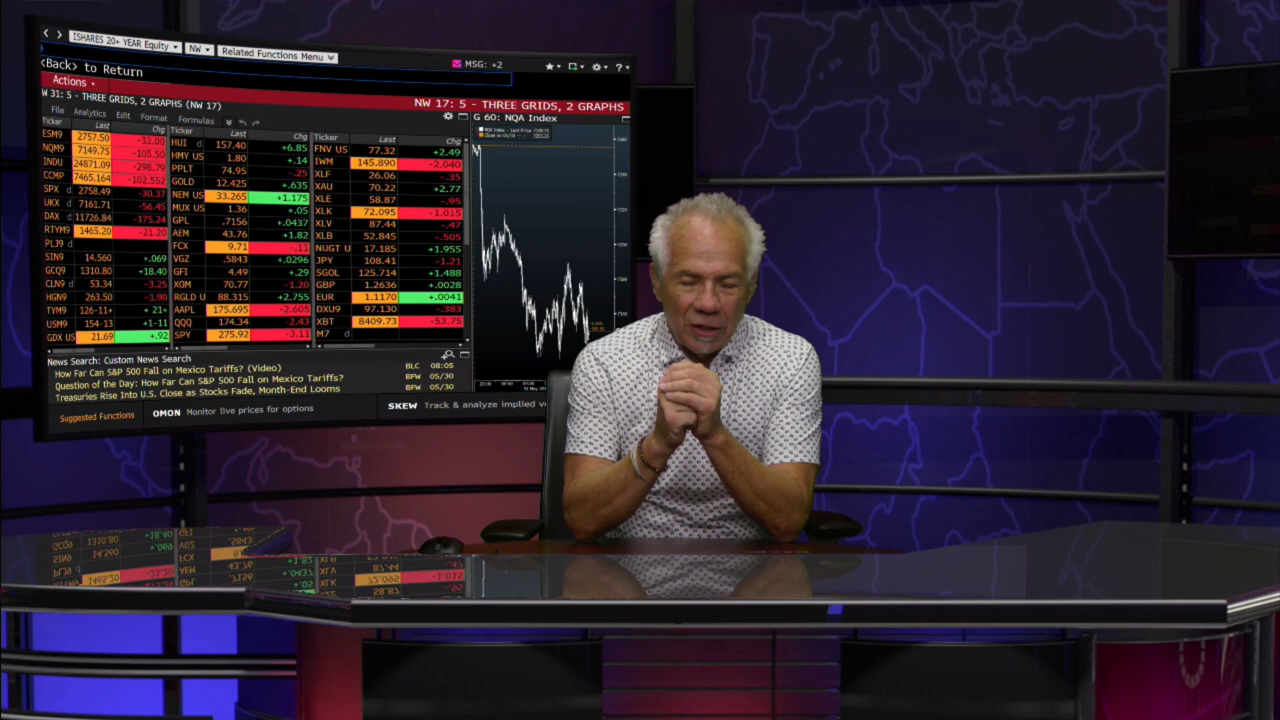 ISHARES 20+ YEAR Equity NW Related Functions Menu
MSG: +2
<Back> to Return
Actions
W 31: 5 - THREE GRIDS, 2 GRAPHS (NW 17) NW 17: 5 - THREE GRIDS, 2 GRAPHS
File Analytics Edit Format Formulas
G 60: NQA Index
Ticker Last Chg Ticker Last Chg Ticker Last Chg
ESM9 2757.50 -33.00 HUI d 157.40 +6.85 FNV US 77.32 +2.49
NQM9 7149.75 -105.50 HMY US 1.80 +.14 IWM 145.890 -2.040
INDU 24871.09 -298.79 PPLT 74.95 -.25 XLF 26.06 -.35
CCMP 7465.164 -102.552 GOLD 12.425 +.635 XAU 70.22 +2.77
SPX d 2758.49 -30.37 NEM US 33.265 +1.175 XLE 58.87 -.95
UKX d 7161.71 -56.45 MUX US 1.36 +.05 XLK 72.095 -1.015
DAX d 11726.84 -175.24 GPL .7156 +.0437 XLV 87.44 -.47
RTYM9 1465.20 -21.20 AEM 43.76 +1.82 XLB 52.845 -.505
PLJ9 d FCX 9.71 -.11 NUGT U 17.185 +1.955
SIN9 14.560 +.069 VGZ .5843 +.0296 JPY 108.41 -1.21
GCQ9 1310.80 +18.40 GFI 4.49 +.29 SGOL 125.714 +1.488
CLN9 d 53.34 -3.25 XOM 70.77 -1.20 GBP 1.2636 +.0028
HGN9 263.50 -1.90 RGLD U 88.315 +2.755 EUR 1.1170 +.0041
TYM9 126-11+ + 21+ AAPL 175.695 -2.605 DXU9 97.130 -.383
USM9 154-13 +1-11 QQQ 174.34 -2.43 XBT 8409.73 -53.75
GDX US 21.69 +.92 SPY 275.92 -3.11 M7 d
News Search: Custom News Search
How Far Can S&P 500 Fall on Mexico Tariffs? (Video) BLC 08:05
Question of the Day: How Far Can S&P 500 Fall on Mexico Tariffs? BFW 05/30
Treasuries Rise Into U.S. Close as Stocks Fade, Month-End Looms BFW 05/30
Suggested Functions OMON Monitor live prices for options SKEW Track & analyze implied